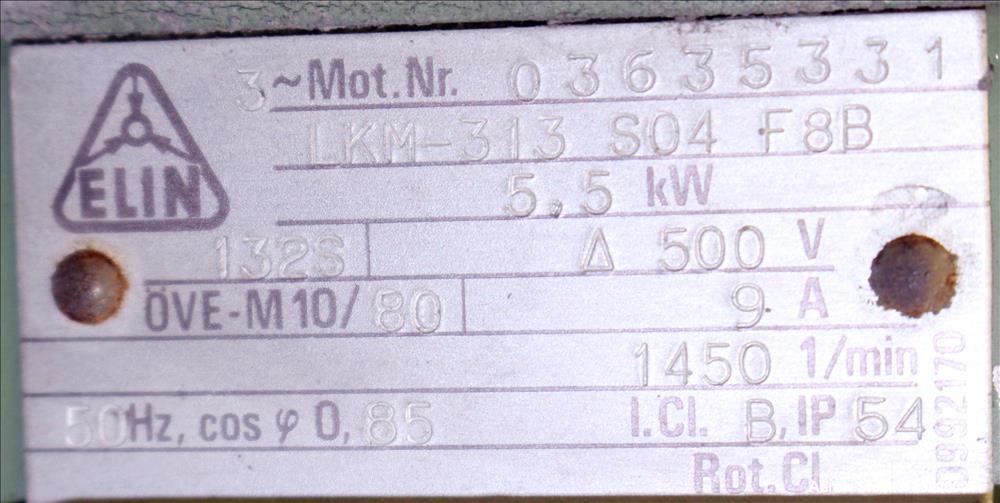 ELIN
3~Mot.Nr. 03635331
LKM-313 S04 F8B
5,5 kW
132S Δ 500 V
ÖVE-M10/80 9 A
1450 1/min
50Hz, cos φ 0,85 I.Cl. B, IP 54
Rot.Cl.
0992170